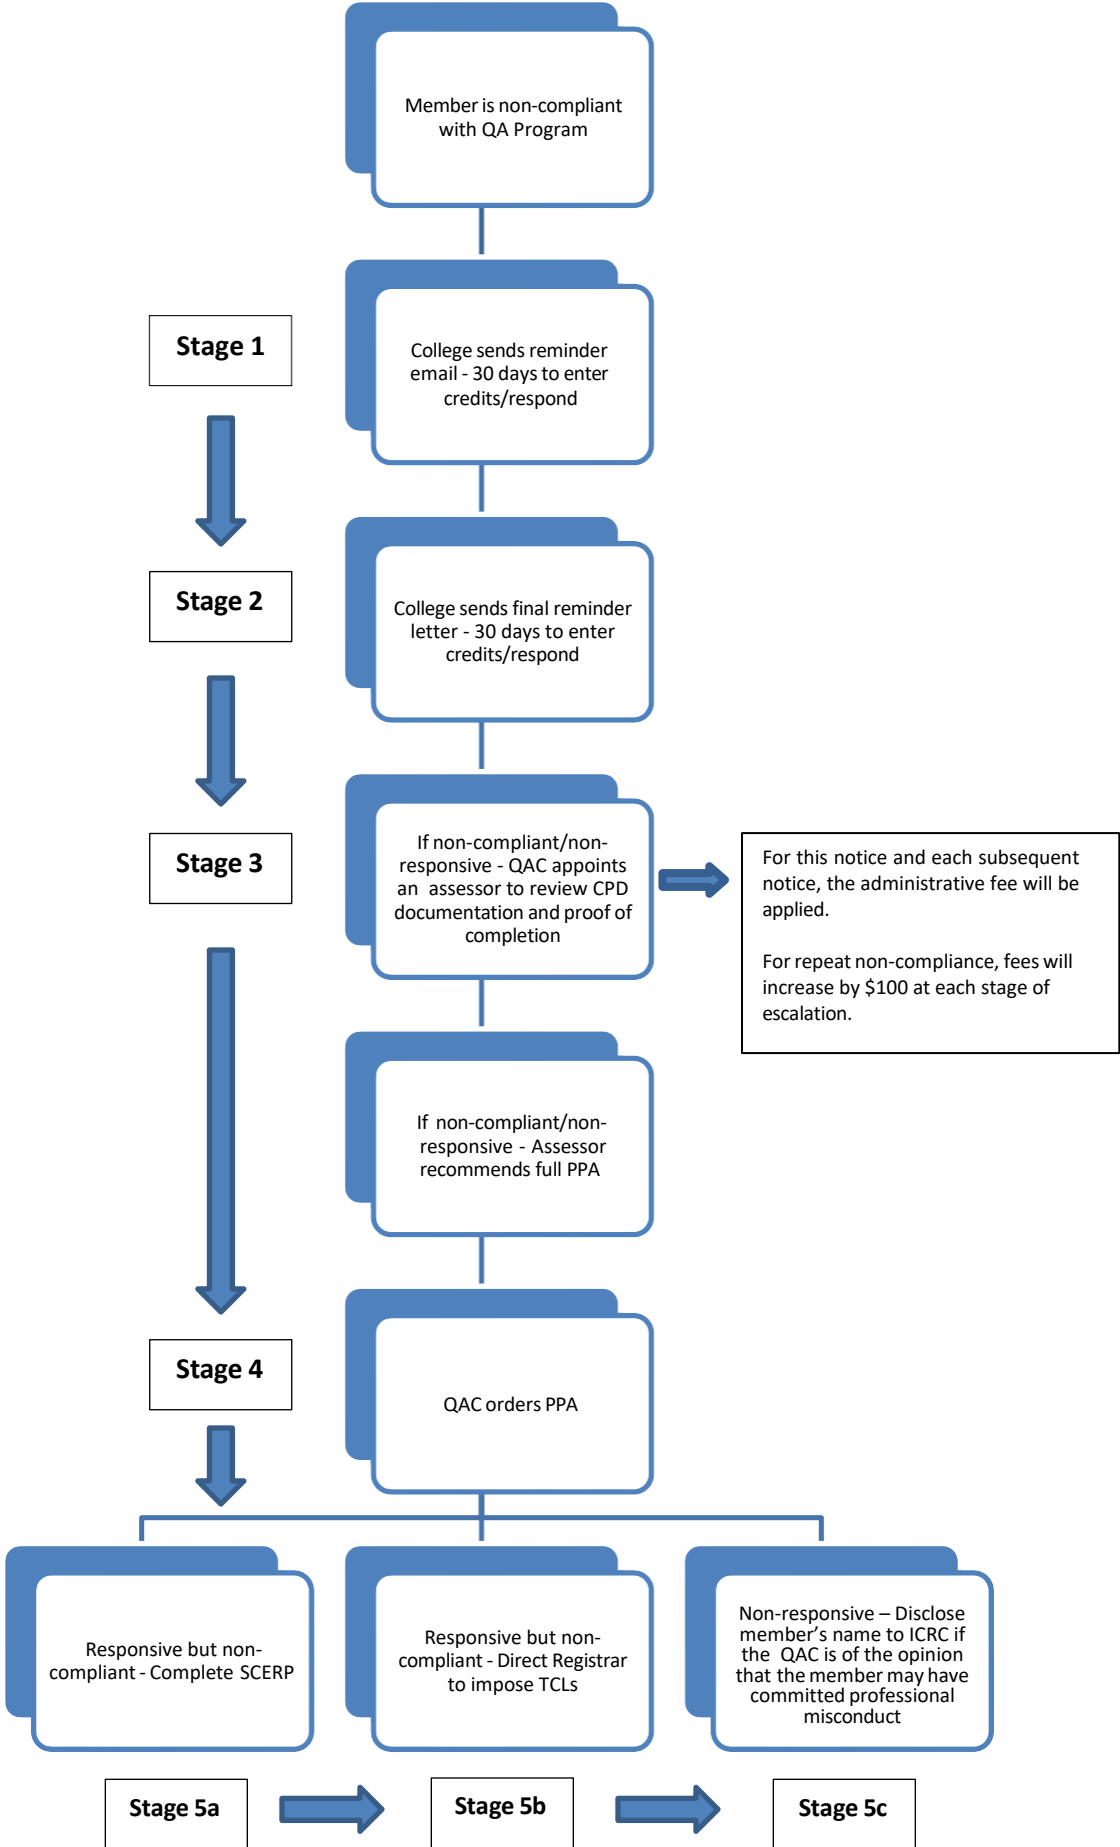 Member is non-compliant
with QA Program
Stage 1
College sends reminder
email - 30 days to enter
credits/respond
Stage 2
College sends final reminder
letter - 30 days to enter
credits/respond
Stage 3
If non-compliant/non-
responsive - QAC appoints
an assessor to review CPD
documentation and proof of
completion
For this notice and each subsequent
notice, the administrative fee will be
applied.
For repeat non-compliance, fees will
increase by $100 at each stage of
escalation.
If non-compliant/non-
responsive - Assessor
recommends full PPA
Stage 4
QAC orders PPA
Responsive but non-
compliant - Complete SCERP
Responsive but non-
compliant - Direct Registrar
to impose TCLs
Non-responsive – Disclose
member’s name to ICRC if
the QAC is of the opinion
that the member may have
committed professional
misconduct
Stage 5a
Stage 5b
Stage 5c